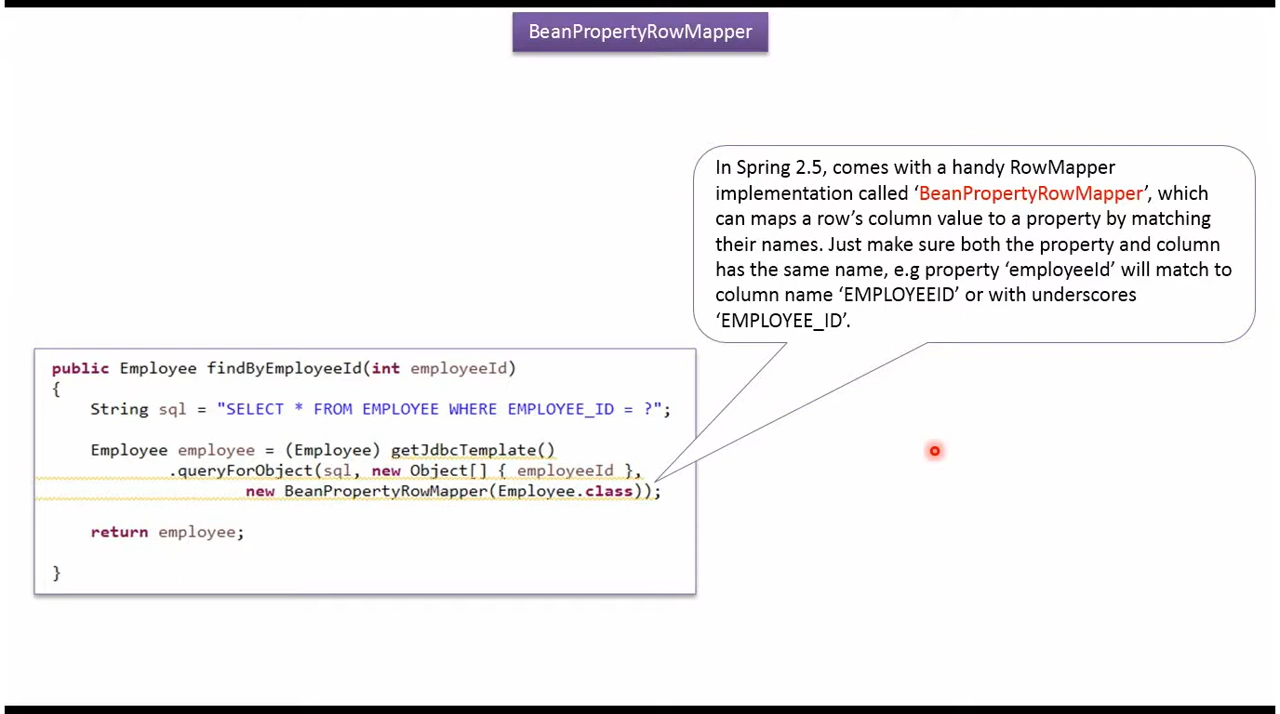 BeanPropertyRowMapper
In Spring 2.5, comes with a handy RowMapper
implementation called ‘BeanPropertyRowMapper’, which
can maps a row’s column value to a property by matching
their names. Just make sure both the property and column
has the same name, e.g property ‘employeeId’ will match to
column name ‘EMPLOYEEID’ or with underscores
‘EMPLOYEE_ID’.
public Employee findByEmployeeId(int employeeId)
{
String sql = "SELECT * FROM EMPLOYEE WHERE EMPLOYEE_ID = ?";
Employee employee = (Employee) getJdbcTemplate()
.queryForObject(sql, new Object[] { employeeId },
new BeanPropertyRowMapper(Employee.class));
return employee;
}